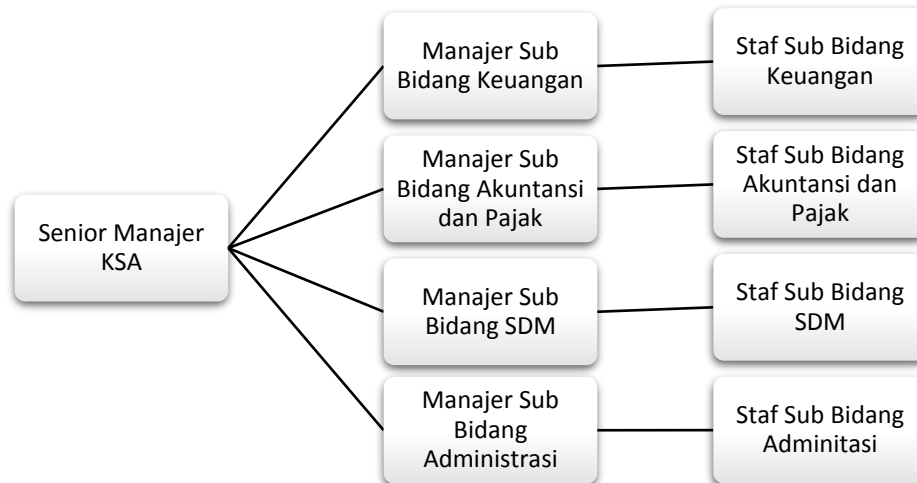 Senior Manajer
KSA
Manajer Sub
Bidang Keuangan
Staf Sub Bidang
Keuangan
Manajer Sub
Bidang Akuntansi
dan Pajak
Staf Sub Bidang
Akuntansi dan
Pajak
Manajer Sub
Bidang SDM
Staf Sub Bidang
SDM
Manajer Sub
Bidang
Administrasi
Staf Sub Bidang
Adminitasi